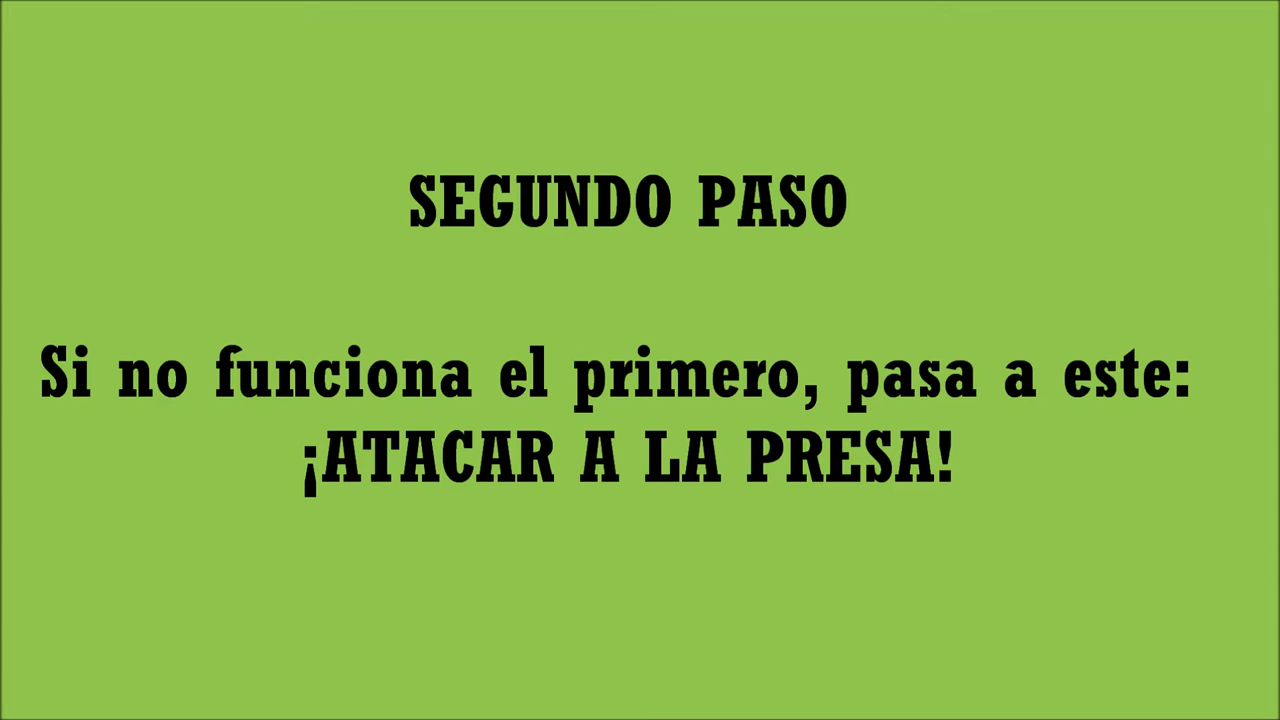 SEGUNDO PASO
Si no funciona el primero, pasa a este:
¡ATACAR A LA PRESA!